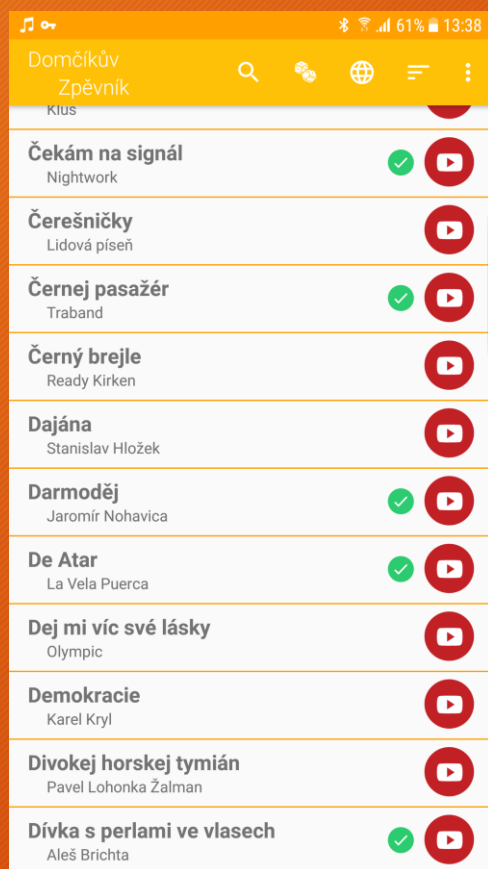 61% 13:38
Domčíkův
Zpěvník
Klus
Čekám na signál
Nightwork
Čerešničky
Lidová píseň
Černej pasažér
Traband
Černý brejle
Ready Kirken
Dajána
Stanislav Hložek
Darmoděj
Jaromír Nohavica
De Atar
La Vela Puerca
Dej mi víc své lásky
Olympic
Demokracie
Karel Kryl
Divokej horskej tymián
Pavel Lohonka Žalman
Dívka s perlami ve vlasech
Aleš Brichta